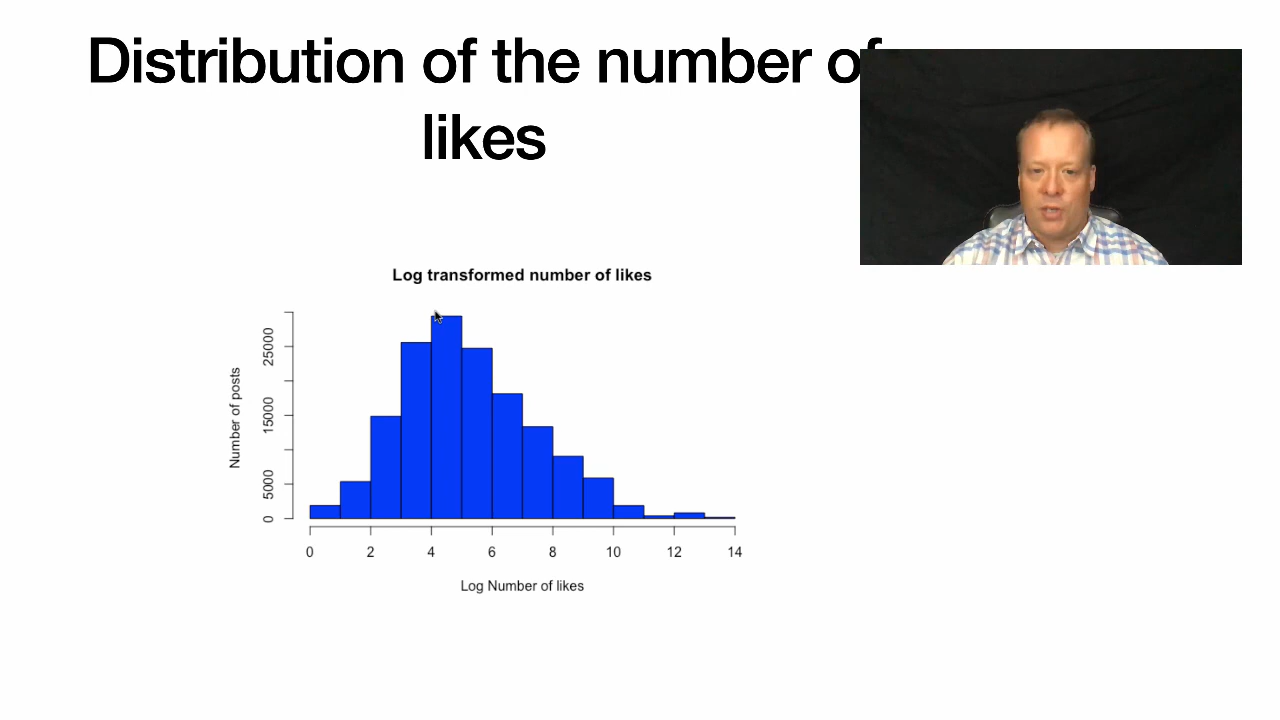 Distribution of the number of
likes
Log transformed number of likes
Number of posts
25000
15000
5000
0
0 2 4 6 8 10 12 14
Log Number of likes